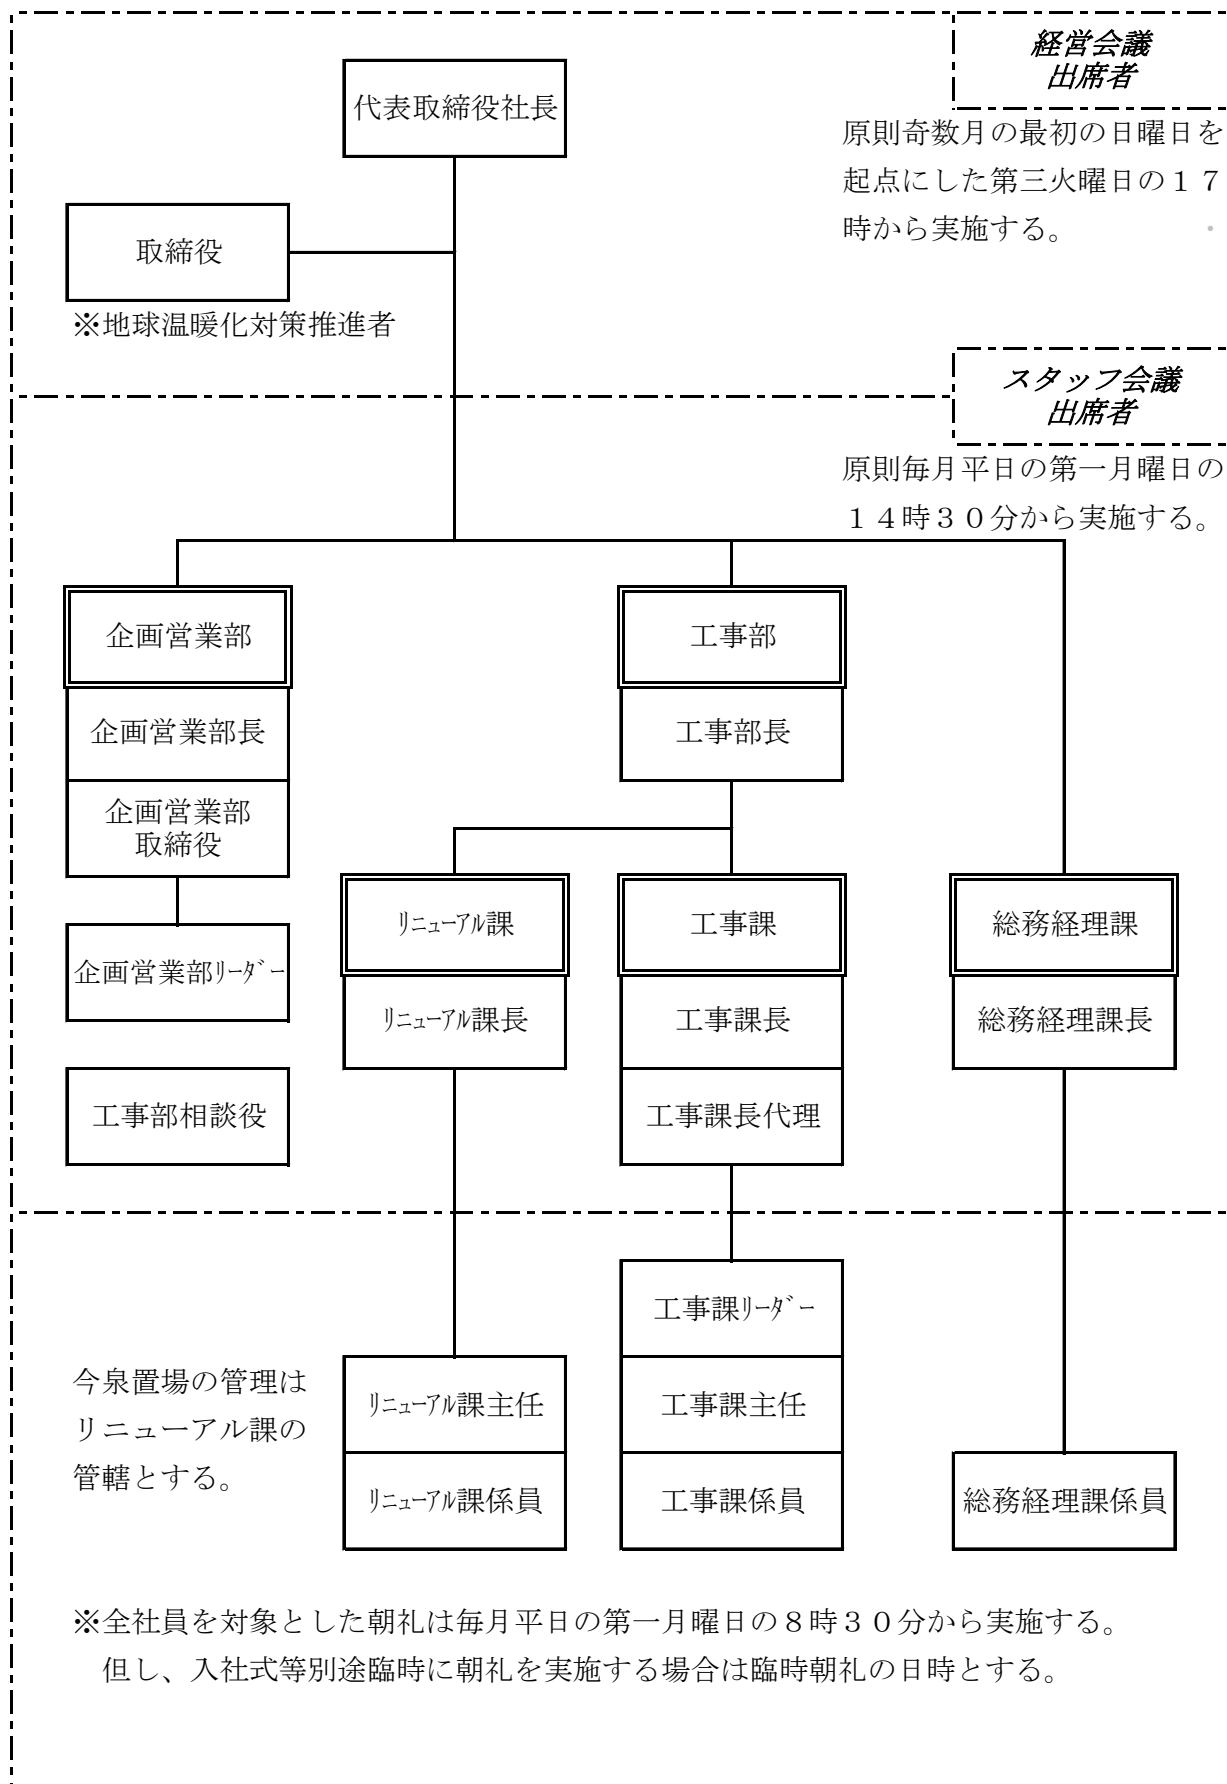 経営会議
出席者
代表取締役社長
原則奇数月の最初の日曜日を
起点にした第三火曜日の１７
時から実施する。
取締役
※地球温暖化対策推進者
スタッフ会議
出席者
原則毎月平日の第一月曜日の
１４時３０分から実施する。
企画営業部
工事部
企画営業部長
工事部長
企画営業部
取締役
ﾘﾆｭｰｱﾙ課
工事課
総務経理課
企画営業部ﾘｰﾀﾞｰ
ﾘﾆｭｰｱﾙ課長
工事課長
総務経理課長
工事部相談役
工事課長代理
工事課ﾘｰﾀﾞｰ
今泉置場の管理は
リニューアル課の
管轄とする。
ﾘﾆｭｰｱﾙ課主任
工事課主任
ﾘﾆｭｰｱﾙ課係員
工事課係員
総務経理課係員
※全社員を対象とした朝礼は毎月平日の第一月曜日の８時３０分から実施する。
但し、入社式等別途臨時に朝礼を実施する場合は臨時朝礼の日時とする。